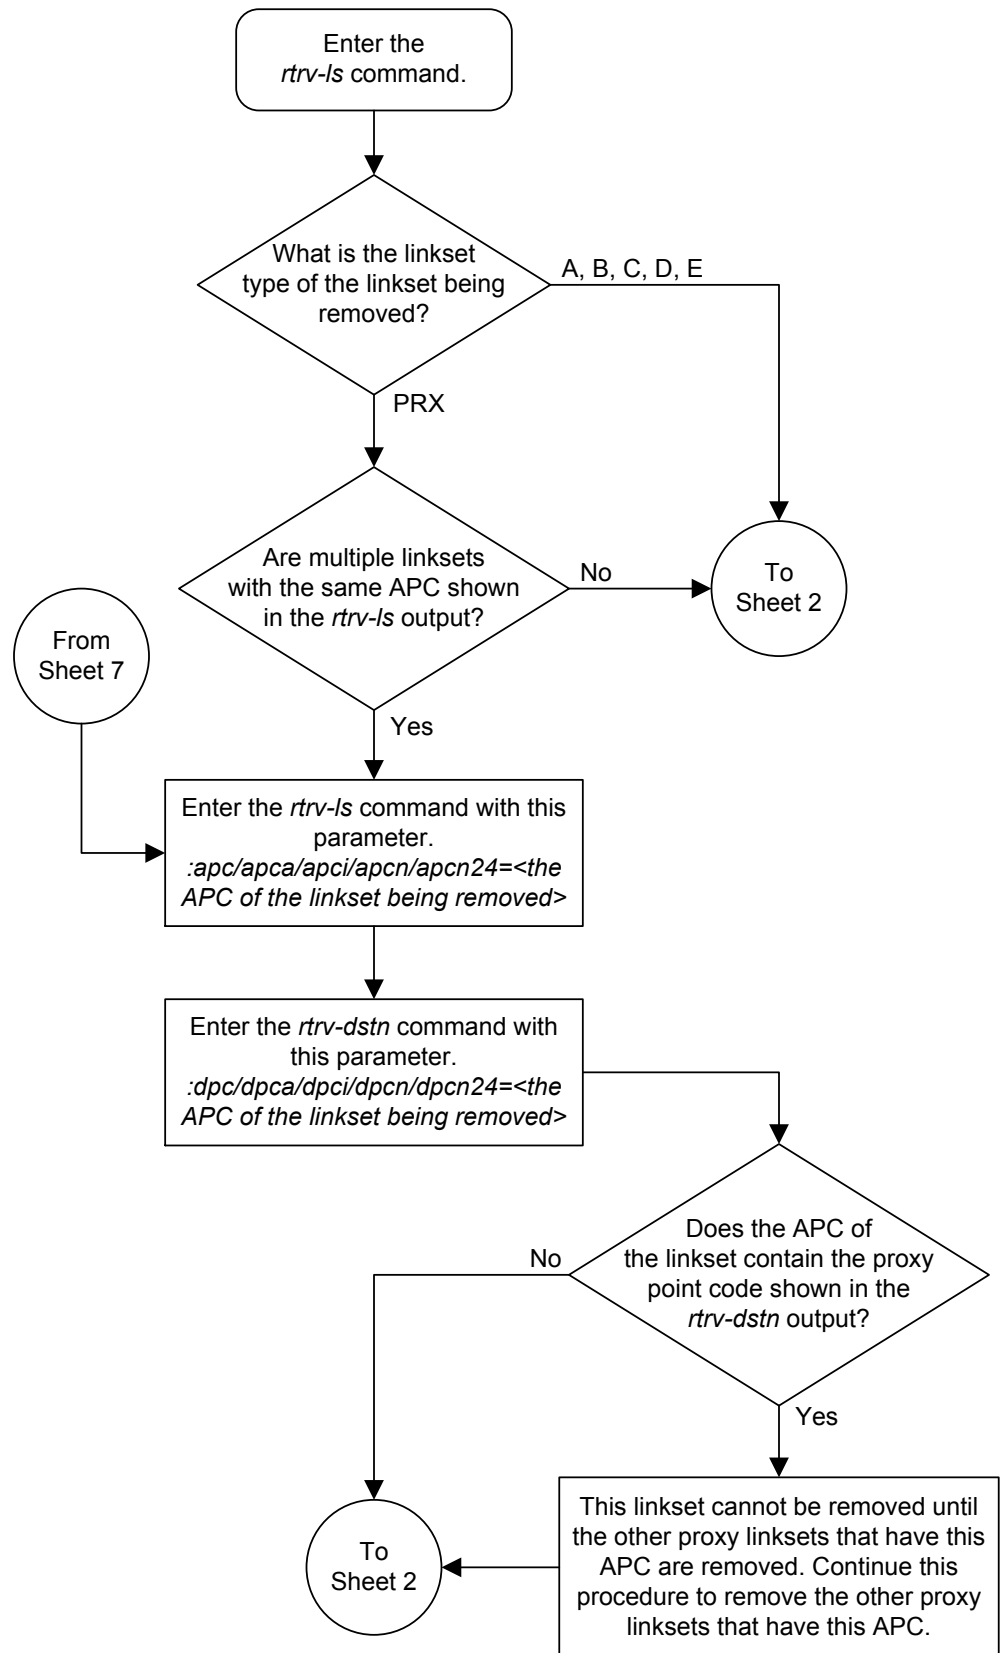 Enter the
rtrv-ls command.
What is the linkset
type of the linkset being
removed?
A, B, C, D, E
PRX
Are multiple linksets
with the same APC shown
in the rtrv-ls output?
No
To
Sheet 2
From
Sheet 7
Yes
Enter the rtrv-ls command with this
parameter.
:apc/apca/apci/apcn/apcn24=<the
APC of the linkset being removed>
Enter the rtrv-dstn command with
this parameter.
:dpc/dpca/dpci/dpcn/dpcn24=<the
APC of the linkset being removed>
Does the APC of
the linkset contain the proxy
point code shown in the
rtrv-dstn output?
No
Yes
This linkset cannot be removed until
the other proxy linksets that have this
APC are removed. Continue this
procedure to remove the other proxy
linksets that have this APC.
To
Sheet 2